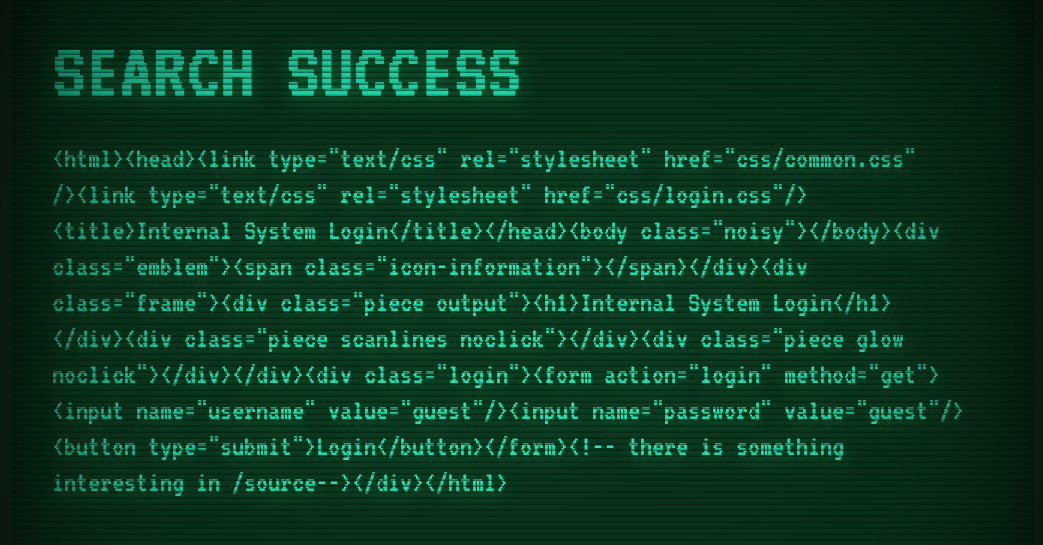 SEARCH SUCCESS
<html><head><link type="text/css" rel="stylesheet" href="css/common.css"
/><link type="text/css" rel="stylesheet" href="css/login.css"/>
<title>Internal System Login</title></head><body class="noisy"></body><div
class="emblem"><span class="icon-information"></span></div><div
class="frame"><div class="piece output"><h1>Internal System Login</h1>
</div><div class="piece scanlines noclick"></div><div class="piece glow
noclick"></div></div><div class="login"><form action="login" method="get">
<input name="username" value="guest"/><input name="password" value="guest"/>
<button type="submit">Login</button></form><!-- there is something
interesting in /source--></div></html>